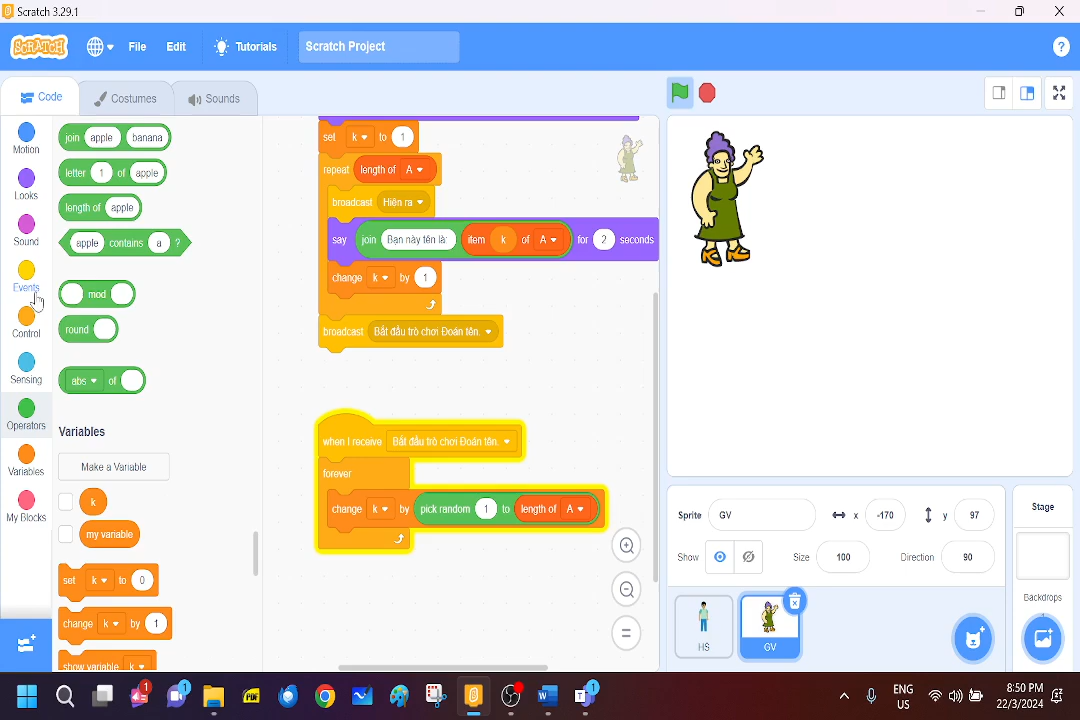 Scratch 3.29.1
SCRATCH
File
Edit
Tutorials
Scratch Project
?
Code
Costumes
Sounds
Motion
Looks
Sound
Events
Control
Sensing
Operators
Variables
My Blocks
join apple banana
letter 1 of apple
length of apple
apple contains a ?
mod
round
abs of
Variables
Make a Variable
k
my variable
set k to 0
change k by 1
show variable k
set k to 1
repeat length of A
broadcast Hiện ra
say join Bạn này tên là: item k of A for 2 seconds
change k by 1
broadcast Bắt đầu trò chơi Đoán tên.
when I receive Bắt đầu trò chơi Đoán tên.
forever
change k by pick random 1 to length of A
Sprite GV x -170 y 97
Show Size 100 Direction 90
HS
GV
Stage
Backdrops
1
1
PDF
1
ENG
US
8:50 PM
22/3/2024